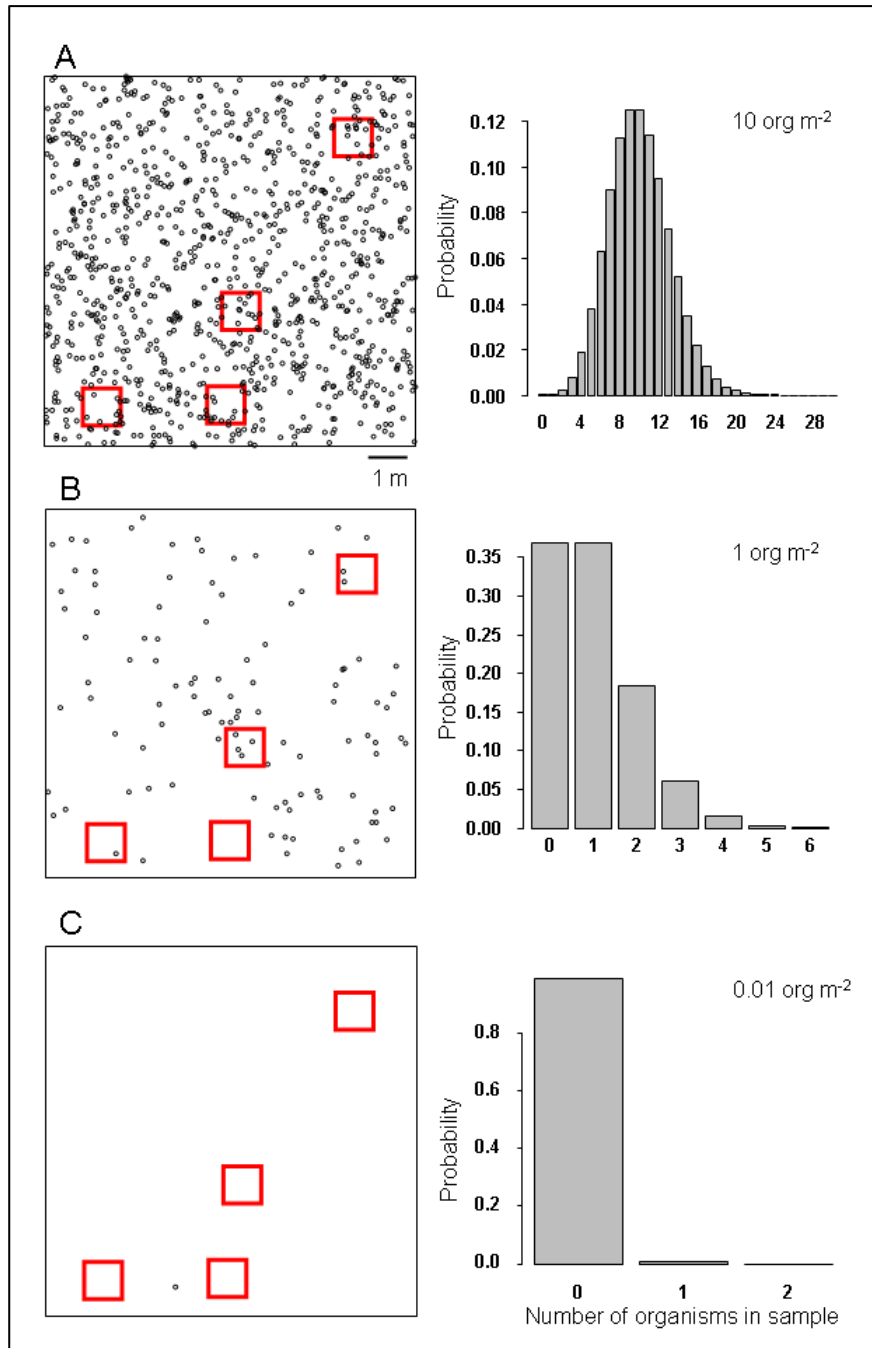 A
10 org m-2
Probability
0.12
0.10
0.08
0.06
0.04
0.02
0.00
0 4 8 12 16 20 24 28
1 m
B
1 org m-2
Probability
0.35
0.30
0.25
0.20
0.15
0.10
0.05
0.00
0 1 2 3 4 5 6
C
0.01 org m-2
Probability
0.8
0.6
0.4
0.2
0.0
0 1 2
Number of organisms in sample